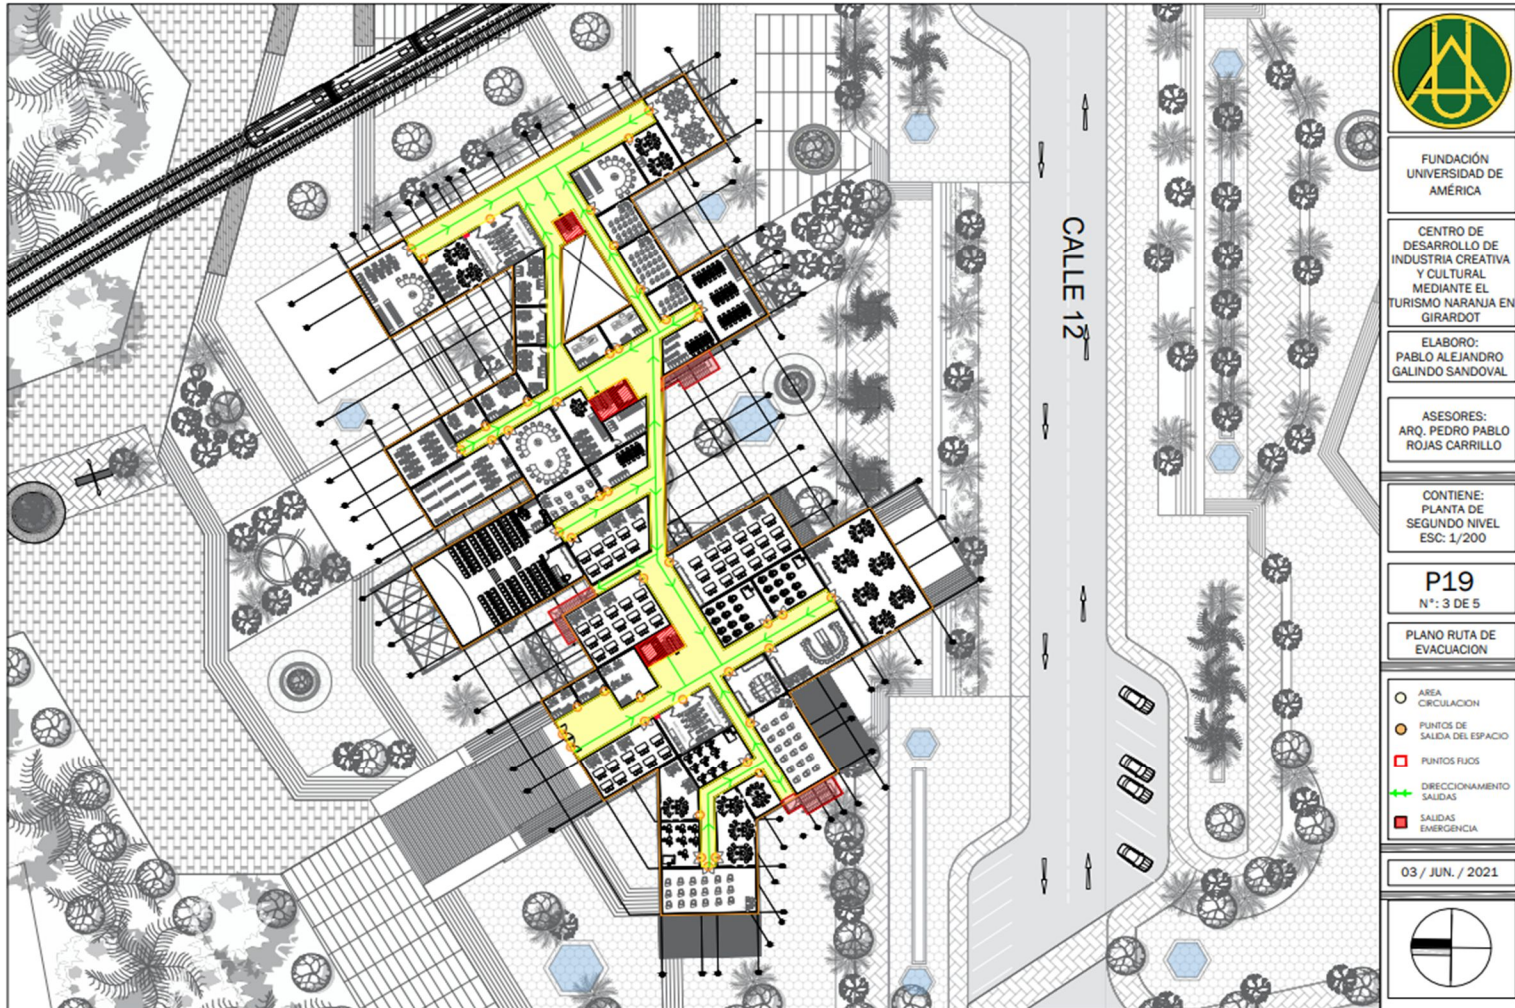 CALLE 12
FUNDACIÓN
UNIVERSIDAD DE
AMÉRICA
CENTRO DE
DESARROLLO DE
INDUSTRIA CREATIVA
Y CULTURAL
MEDIANTE EL
TURISMO NARANJA EN
GIRARDOT
ELABORO:
PABLO ALEJANDRO
GALINDO SANDOVAL
ASESORES:
ARQ. PEDRO PABLO
ROJAS CARRILLO
CONTIENE:
PLANTA DE
SEGUNDO NIVEL
ESC: 1/200
P19
N°: 3 DE 5
PLANO RUTA DE
EVACUACION
AREA
CIRCULACION
PUNTOS DE
SALIDA DEL ESPACIO
PUNTOS FIJOS
DIRECCIONAMIENTO
SALIDAS
SALIDAS
EMERGENCIA
03 / JUN. / 2021